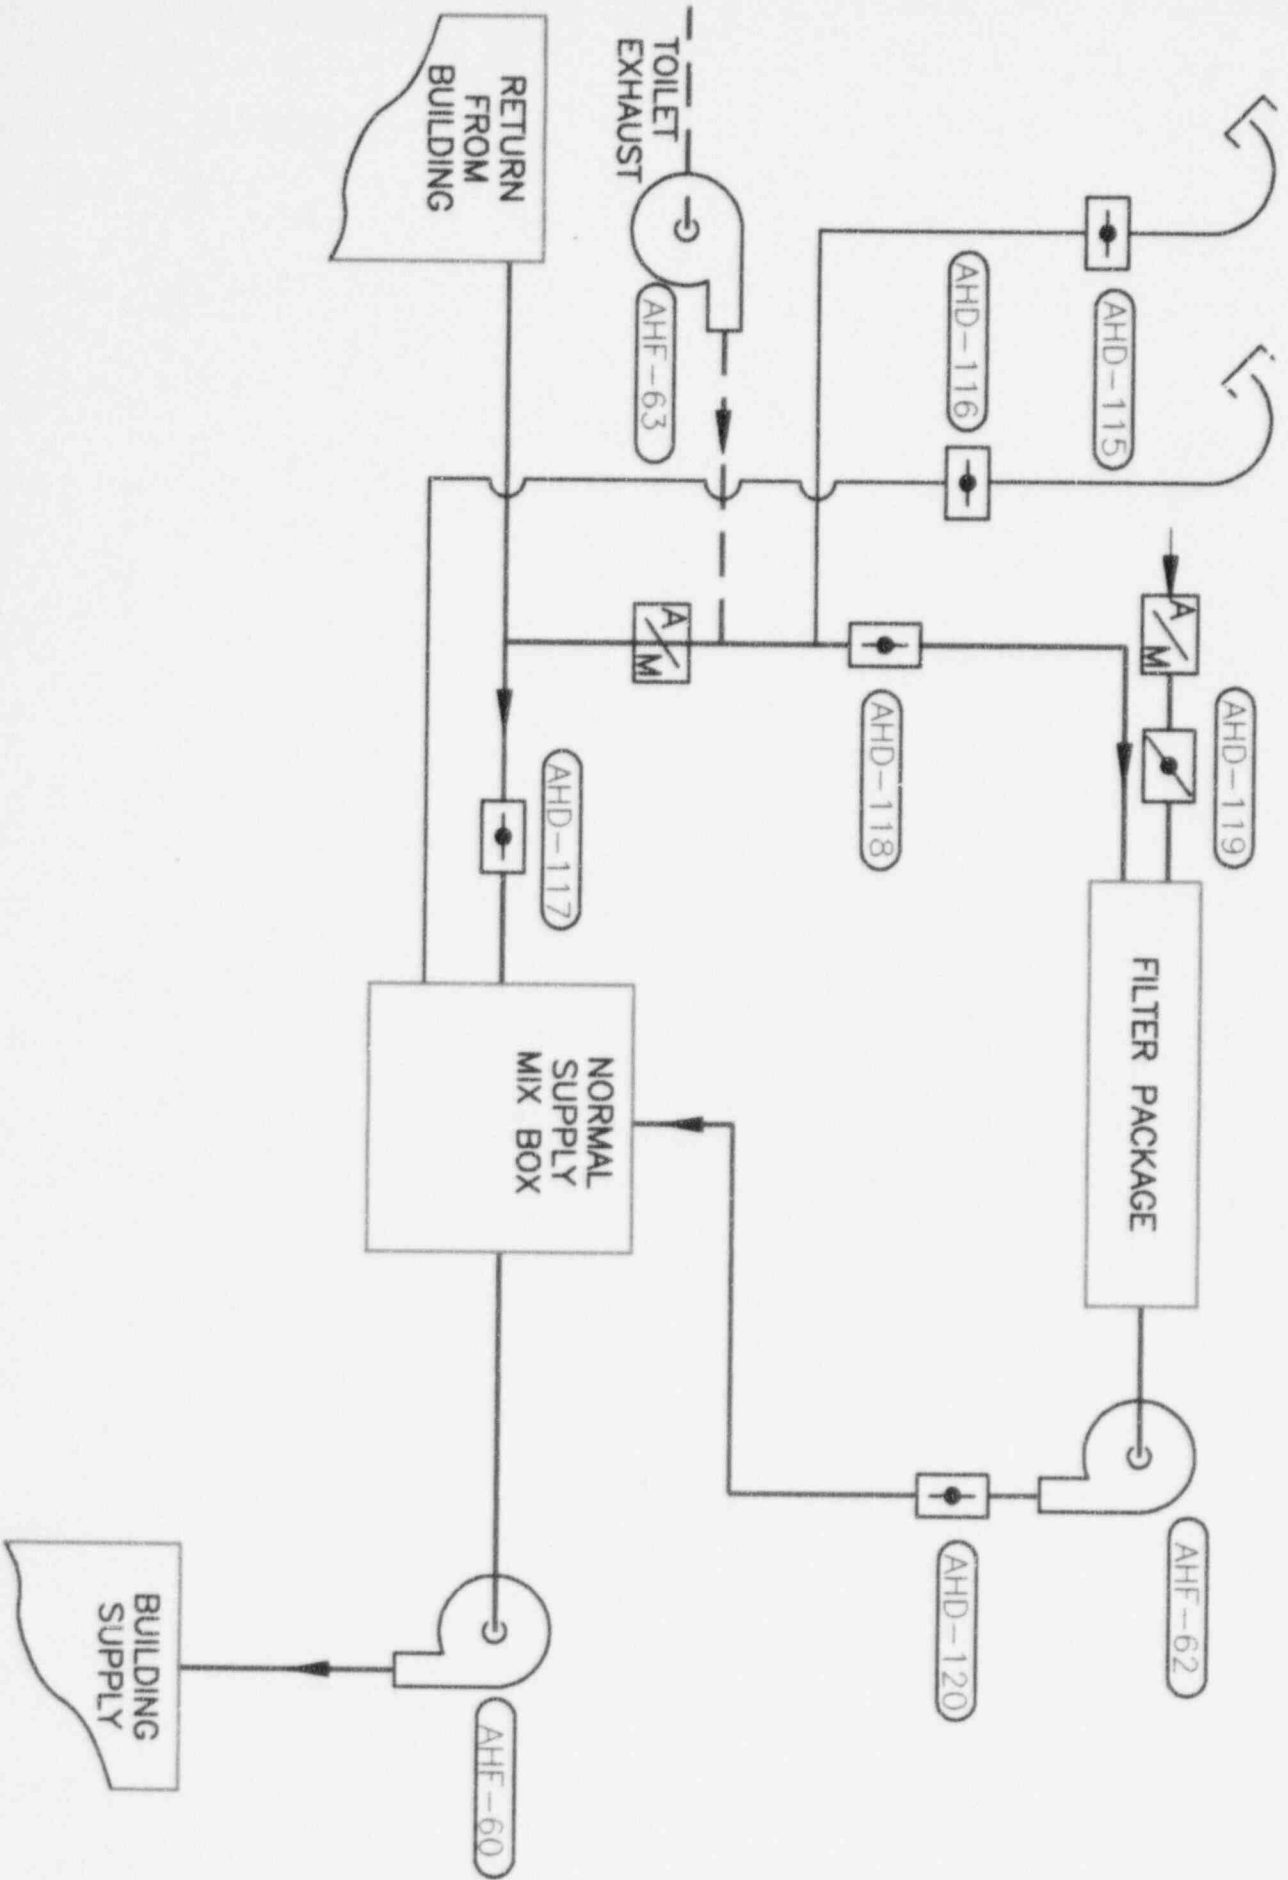 AHD-119
AHF-62
FILTER PACKAGE
A/M
AHD-115
AHD-116
AHD-118
AHD-120
TOILET
EXHAUST
AHF-63
A/M
NORMAL
SUPPLY
MIX BOX
RETURN
FROM
BUILDING
AHD-117
AHF-60
BUILDING
SUPPLY